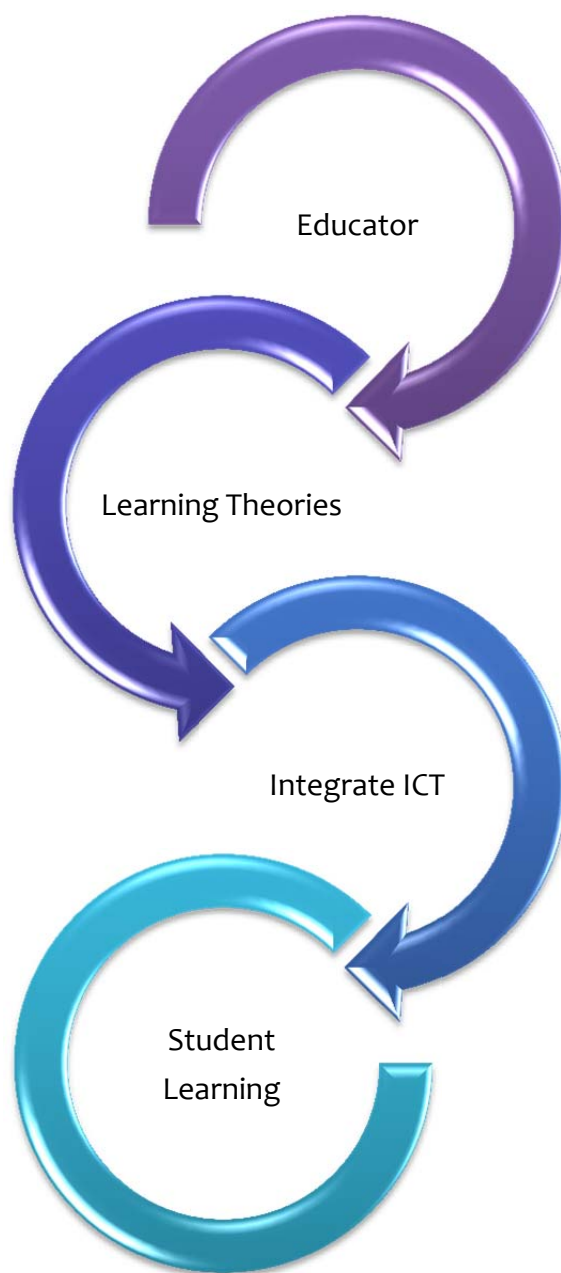 Educator
Learning Theories
Integrate ICT
Student
Learning